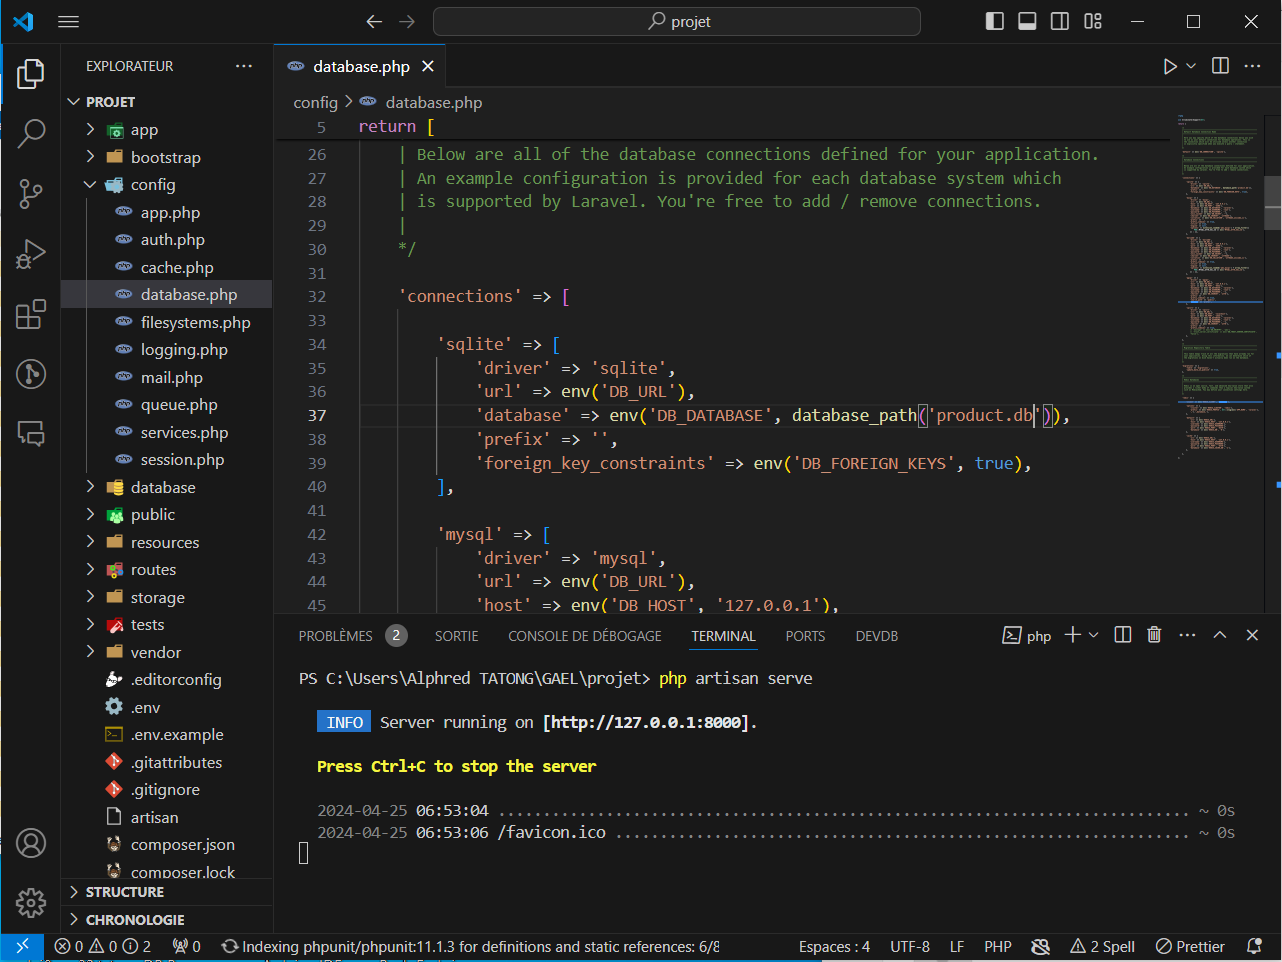 projet
EXPLORATEUR
PROJET
app
bootstrap
config
app.php
auth.php
cache.php
database.php
filesystems.php
logging.php
mail.php
queue.php
services.php
session.php
database
public
resources
routes
storage
tests
vendor
.editorconfig
.env
.env.example
.gitattributes
.gitignore
artisan
composer.json
composer.lock
STRUCTURE
CHRONOLOGIE
database.php
config > database.php
5 return [
26 | Below are all of the database connections defined for your application.
27 | An example configuration is provided for each database system which
28 | is supported by Laravel. You're free to add / remove connections.
29 |
30 */
31
32 'connections' => [
33
34 'sqlite' => [
35 'driver' => 'sqlite',
36 'url' => env('DB_URL'),
37 'database' => env('DB_DATABASE', database_path('product.db')),
38 'prefix' => '',
39 'foreign_key_constraints' => env('DB_FOREIGN_KEYS', true),
40 ],
41
42 'mysql' => [
43 'driver' => 'mysql',
44 'url' => env('DB_URL'),
45 'host' => env('DB_HOST', '127.0.0.1'),
PROBLÈMES 2 SORTIE CONSOLE DE DÉBOGAGE TERMINAL PORTS DEVDB php
PS C:\Users\Alphred TATONG\GAEL\projet> php artisan serve
INFO Server running on [http://127.0.0.1:8000].
Press Ctrl+C to stop the server
2024-04-25 06:53:04 ............................................................................. ~ 0s
2024-04-25 06:53:06 /favicon.ico ................................................................ ~ 0s
0 0 2 0 Indexing phpunit/phpunit:11.1.3 for definitions and static references: 6/8 Espaces : 4 UTF-8 LF PHP 2 Spell Prettier